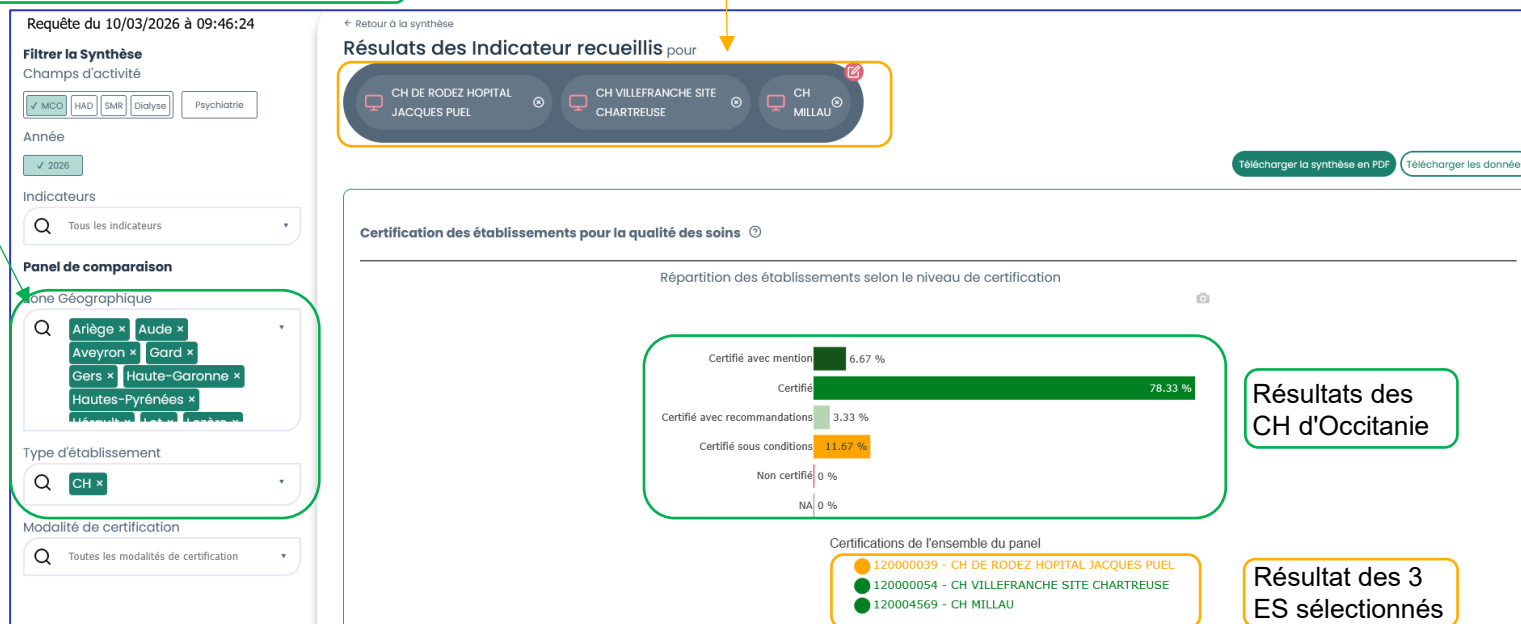 Requête du 10/03/2026 à 09:46:24
Filtrer la Synthèse
Champs d'activité
✓ MCO HAD SMR Dialyse Psychiatrie
Année
✓ 2026
Indicateurs
Tous les indicateurs
Panel de comparaison
Zone Géographique
Ariège × Aude ×
Aveyron × Gard ×
Gers × Haute-Garonne ×
Hautes-Pyrénées ×
Hérault × Lot × Lozère ×
Type d'établissement
CH ×
Modalité de certification
Toutes les modalités de certification
← Retour à la synthèse
Résulats des Indicateur recueillis pour
CH DE RODEZ HOPITAL
JACQUES PUEL
CH VILLEFRANCHE SITE
CHARTREUSE
CH
MILLAU
Télécharger la synthèse en PDF
Télécharger les donnée
Certification des établissements pour la qualité des soins
Répartition des établissements selon le niveau de certification
Certifié avec mention 6.67 %
Certifié 78.33 %
Certifié avec recommandations 3.33 %
Certifié sous conditions 11.67 %
Non certifié 0 %
NA 0 %
Résultats des
CH d'Occitanie
Certifications de l'ensemble du panel
120000039 - CH DE RODEZ HOPITAL JACQUES PUEL
120000054 - CH VILLEFRANCHE SITE CHARTREUSE
120004569 - CH MILLAU
Résultat des 3
ES sélectionnés